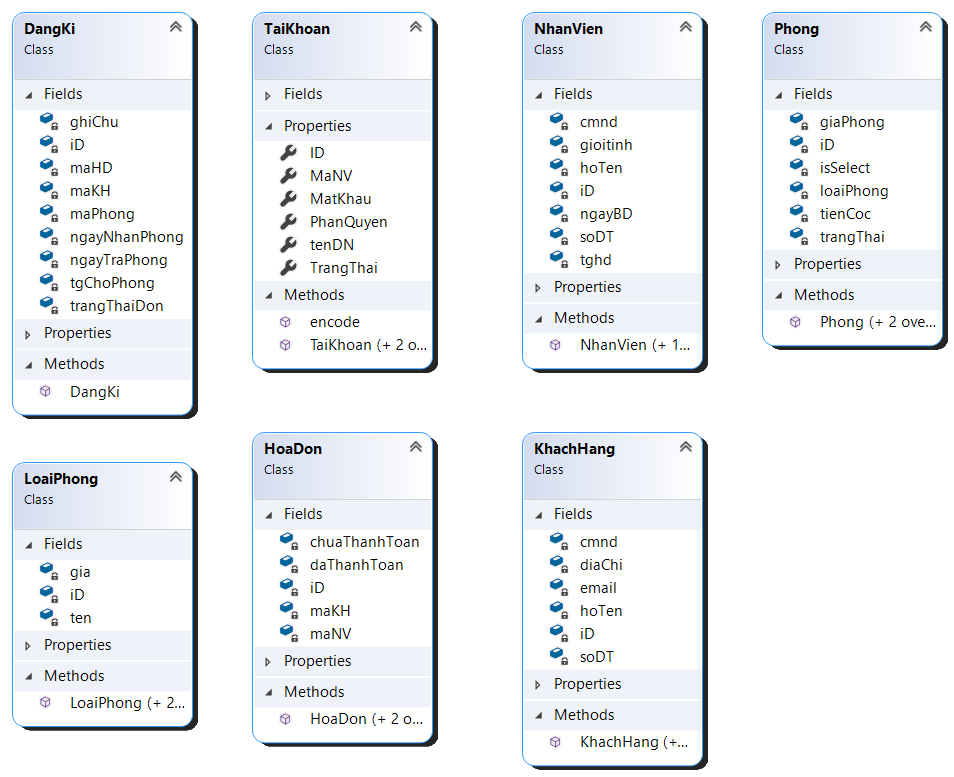 DangKi
Class
Fields
ghiChu
iD
maHD
maKH
maPhong
ngayNhanPhong
ngayTraPhong
tgChoPhong
trangThaiDon
Properties
Methods
DangKi
TaiKhoan
Class
Fields
Properties
ID
MaNV
MatKhau
PhanQuyen
tenDN
TrangThai
Methods
encode
TaiKhoan (+ 2 o...
NhanVien
Class
Fields
cmnd
gioitinh
hoTen
iD
ngayBD
soDT
tghd
Properties
Methods
NhanVien (+ 1...
Phong
Class
Fields
giaPhong
iD
isSelect
loaiPhong
tienCoc
trangThai
Properties
Methods
Phong (+ 2 ove...
LoaiPhong
Class
Fields
gia
iD
ten
Properties
Methods
LoaiPhong (+ 2...
HoaDon
Class
Fields
chuaThanhToan
daThanhToan
iD
maKH
maNV
Properties
Methods
HoaDon (+ 2 o...
KhachHang
Class
Fields
cmnd
diaChi
email
hoTen
iD
soDT
Properties
Methods
KhachHang (+...